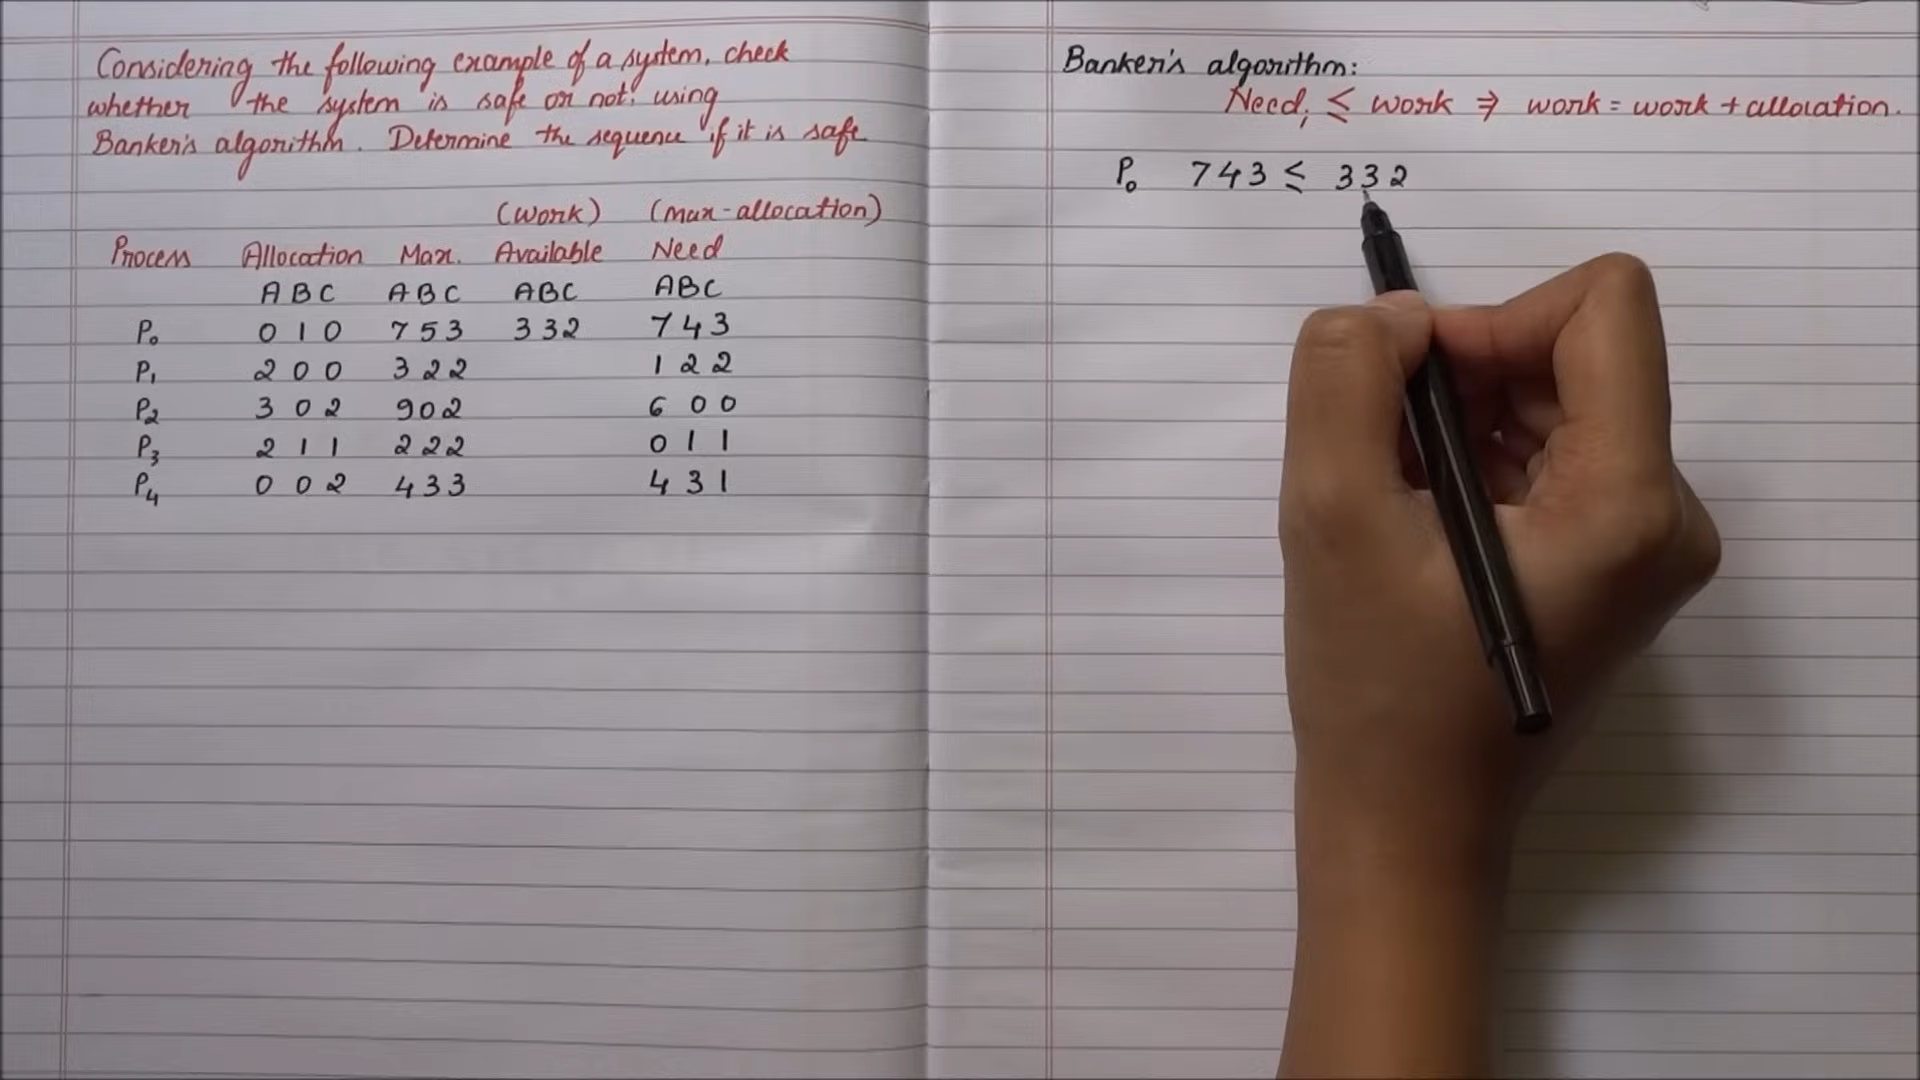 Considering the following example of a system, check
whether the system is safe or not, using
Banker's algorithm. Determine the sequence if it is safe
(work) (max-allocation)
Process Allocation Max. Available Need
A B C A B C A B C A B C
P0 0 1 0 7 5 3 3 3 2 7 4 3
P1 2 0 0 3 2 2 1 2 2
P2 3 0 2 9 0 2 6 0 0
P3 2 1 1 2 2 2 0 1 1
P4 0 0 2 4 3 3 4 3 1
Banker's algorithm:
Needi ≤ work ⇒ work = work + allocation.
P0 7 4 3 ≤ 3 3 2